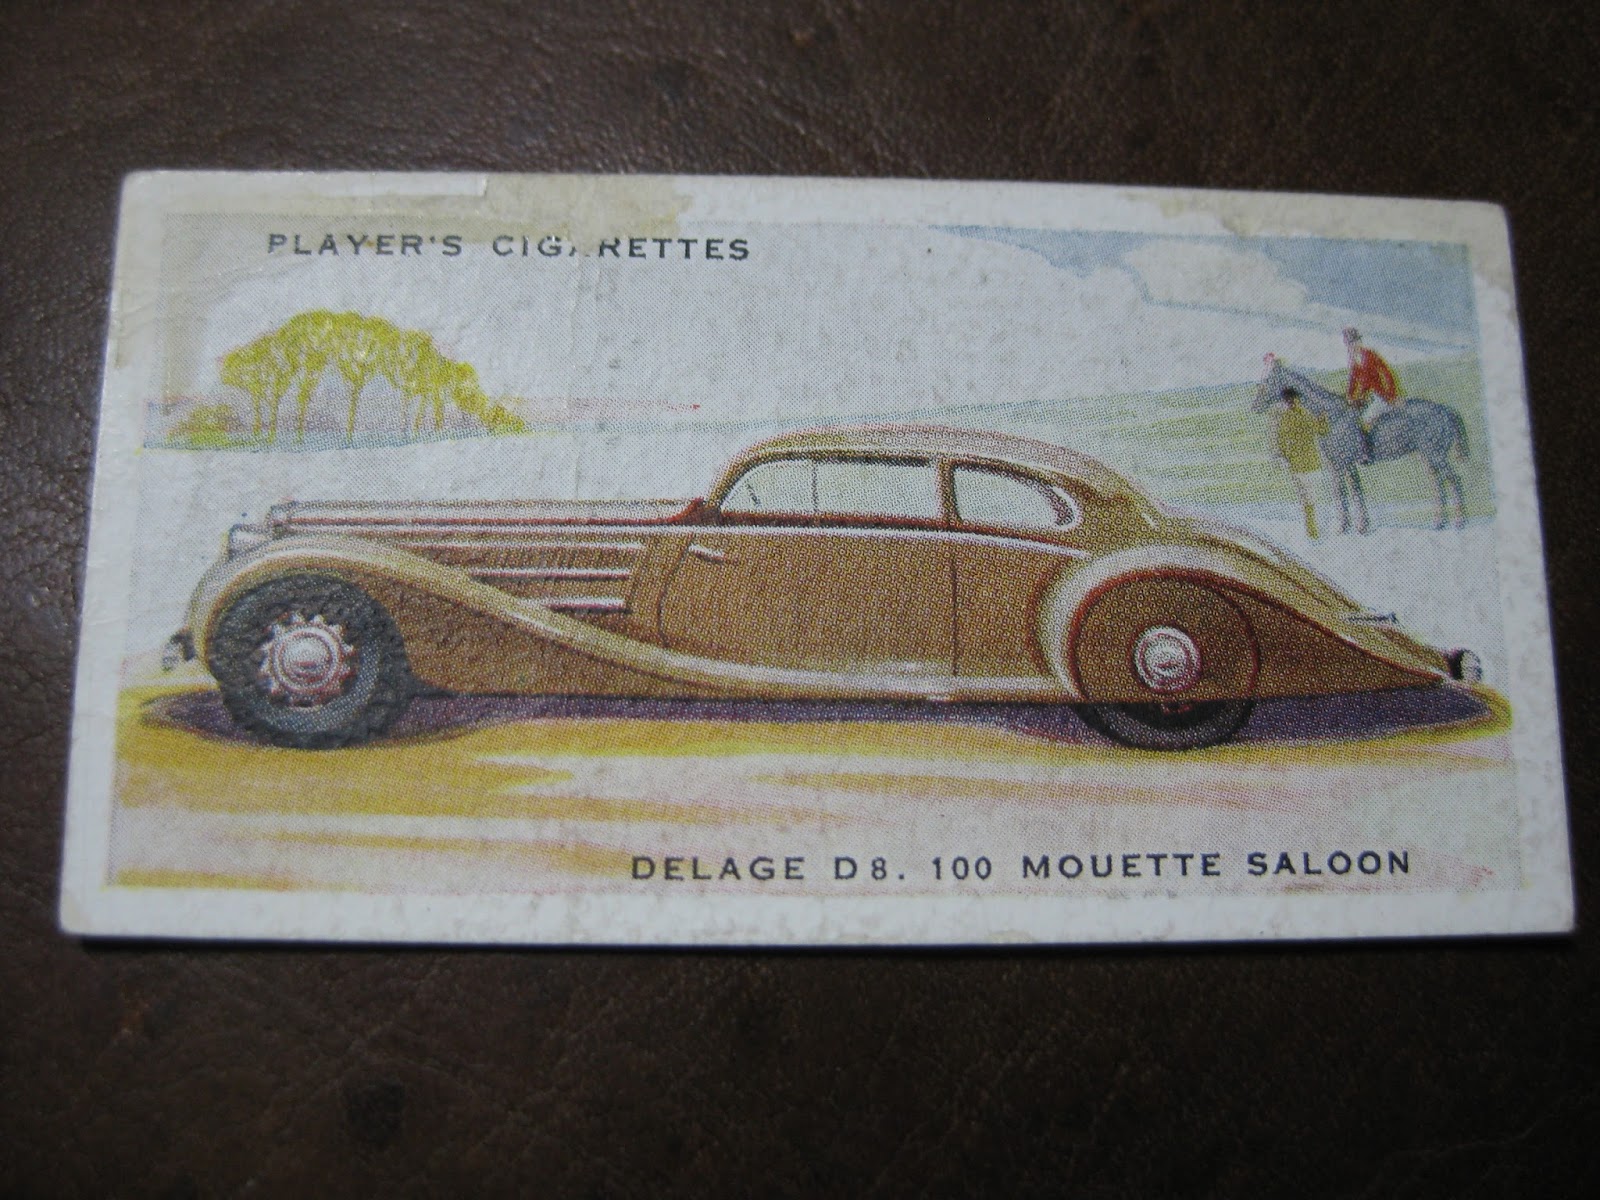 PLAYER'S CIGARETTES
DELAGE D8. 100 MOUETTE SALOON